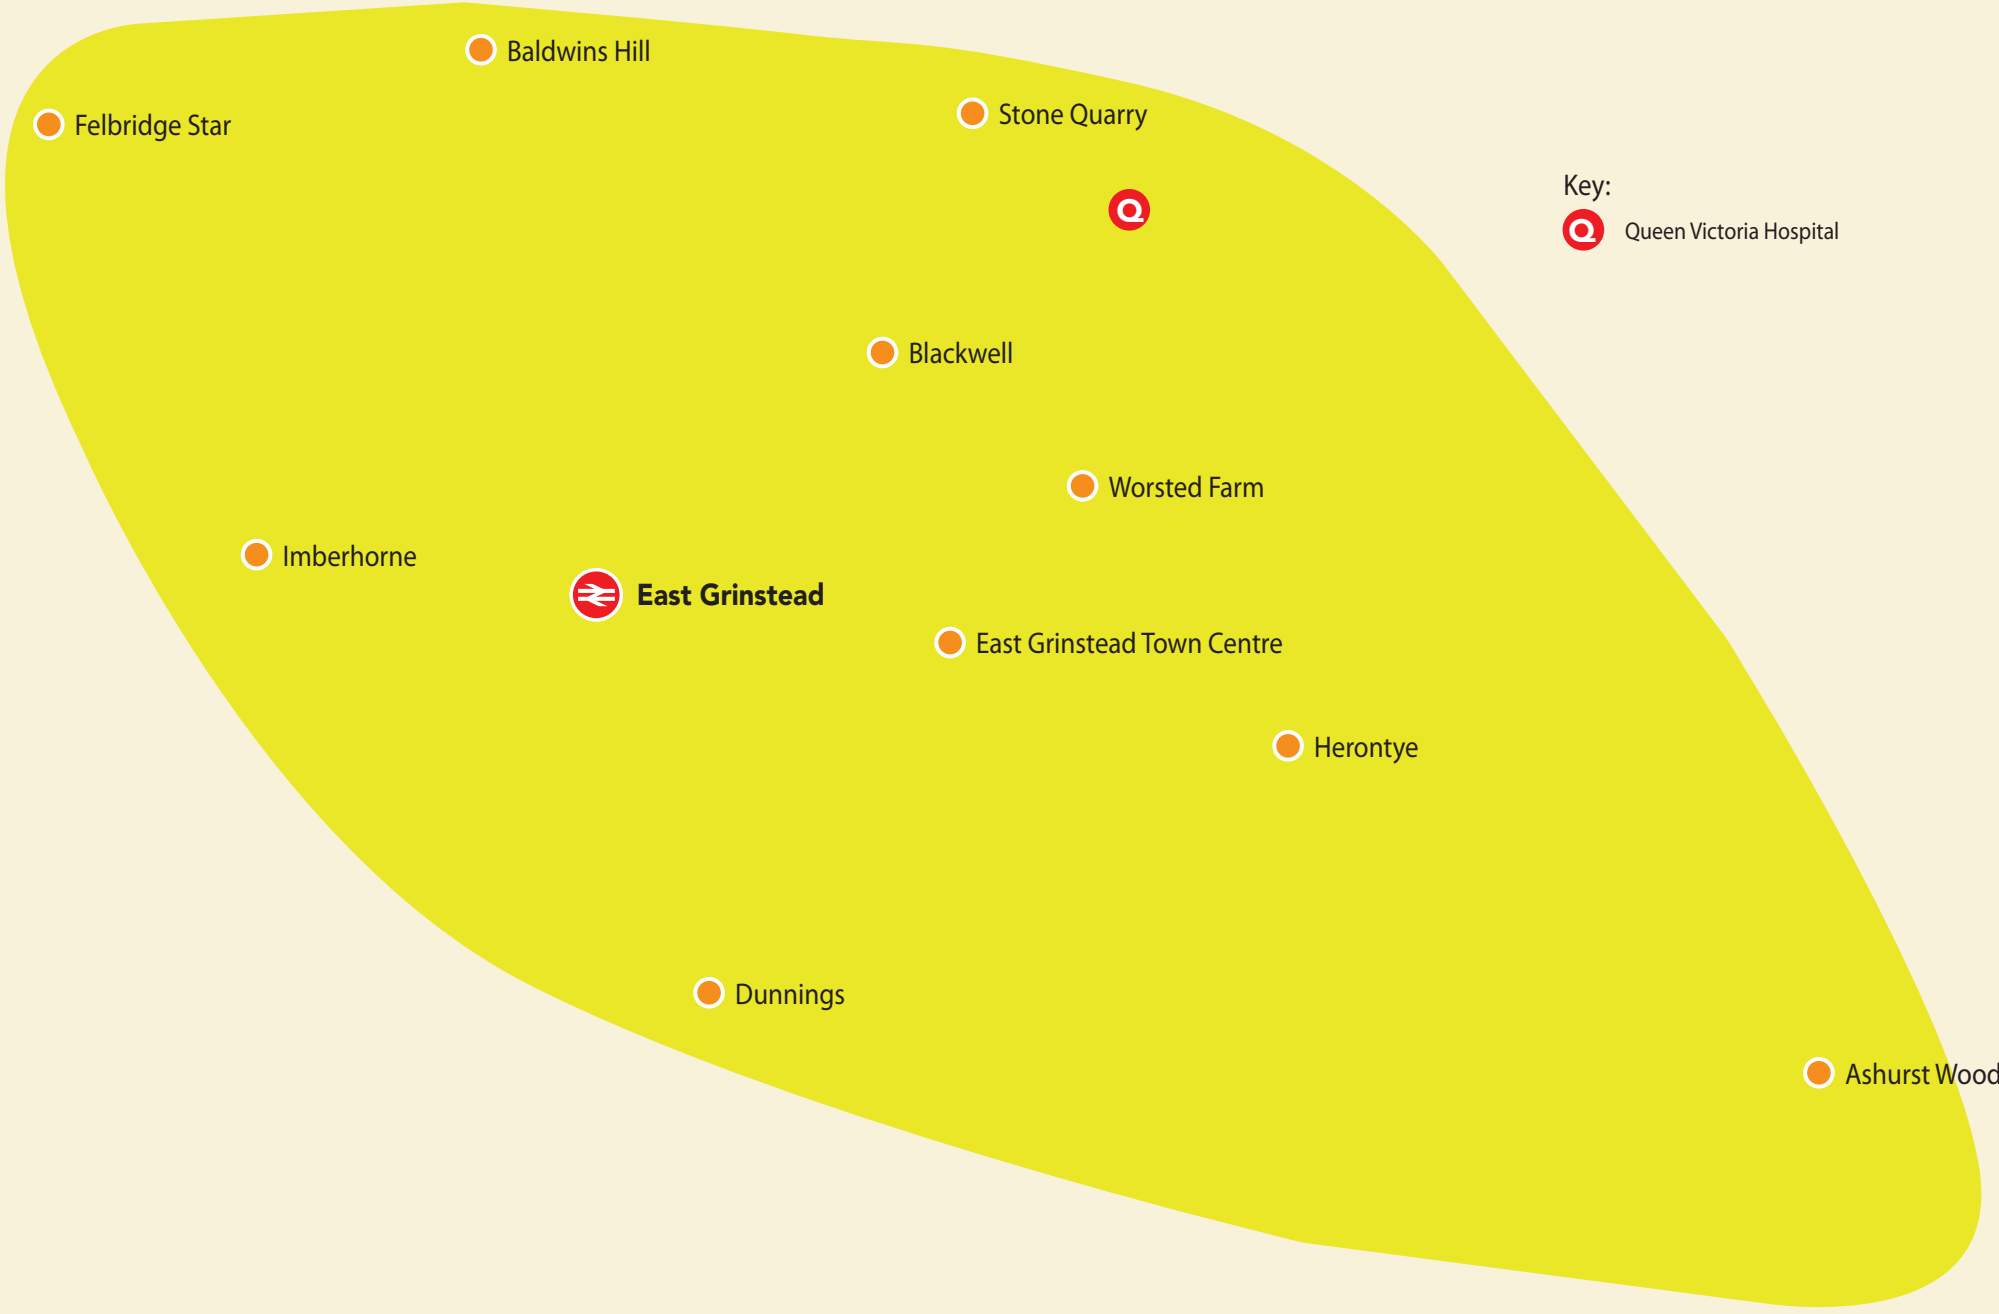 Baldwins Hill
Felbridge Star
Stone Quarry
Key:
Q
Q
Queen Victoria Hospital
Blackwell
Worsted Farm
Imberhorne
East Grinstead
East Grinstead Town Centre
Herontye
Dunnings
Ashurst Wood